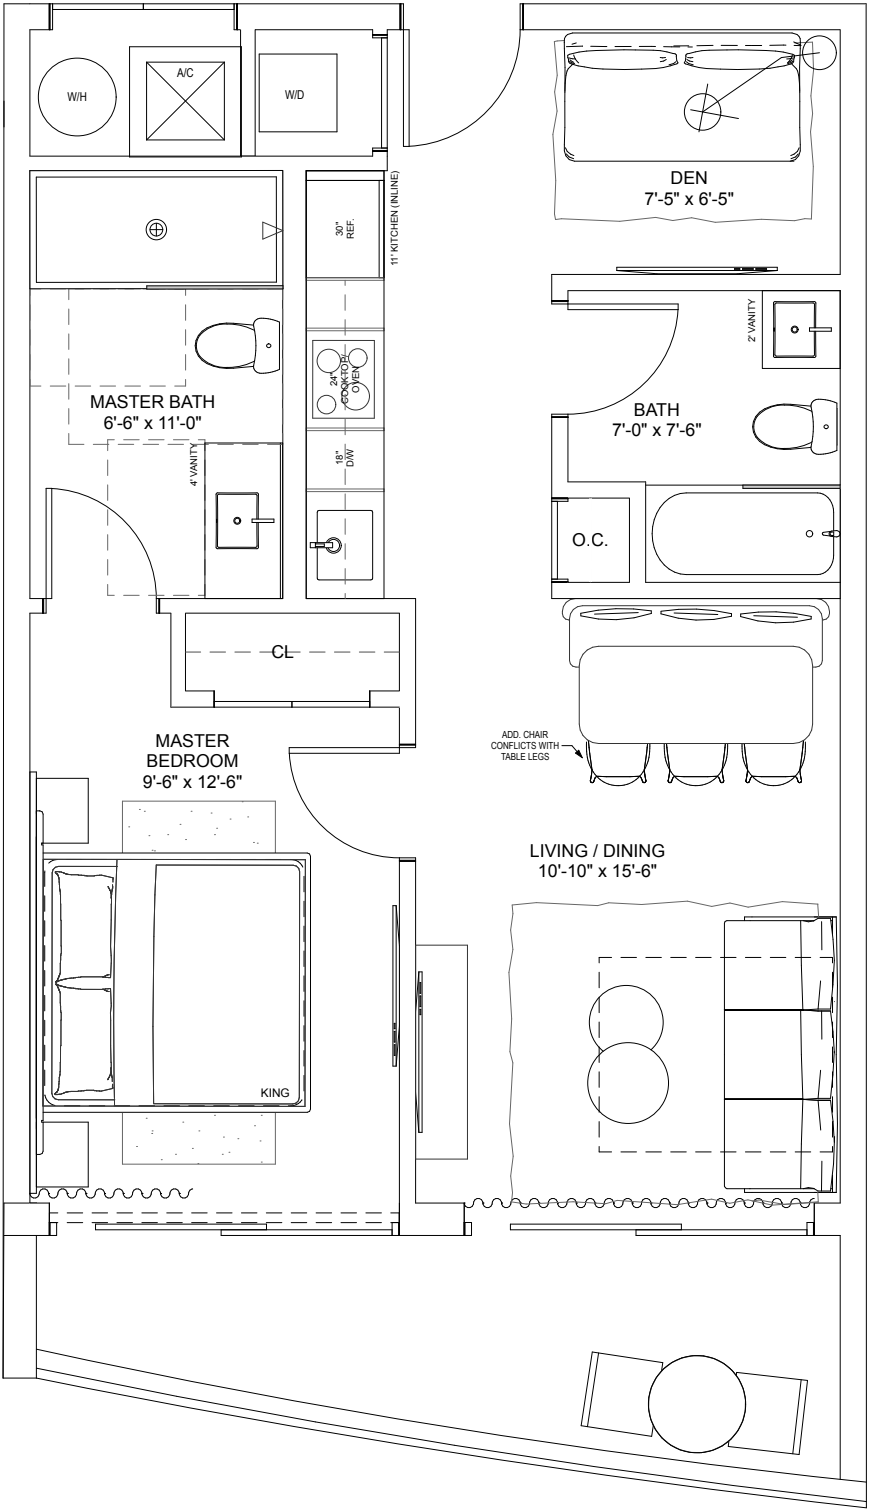 W/H
A/C
W/D
DEN
7'-5" x 6'-5"
11' KITCHEN (INLINE)
30"
REF.
2' VANITY
24"
COOKTOP/
OVEN
MASTER BATH
6'-6" x 11'-0"
BATH
7'-0" x 7'-6"
4' VANITY
18"
D/W
O.C.
CL
ADD. CHAIR
CONFLICTS WITH
TABLE LEGS
MASTER
BEDROOM
9'-6" x 12'-6"
LIVING / DINING
10'-10" x 15'-6"
KING